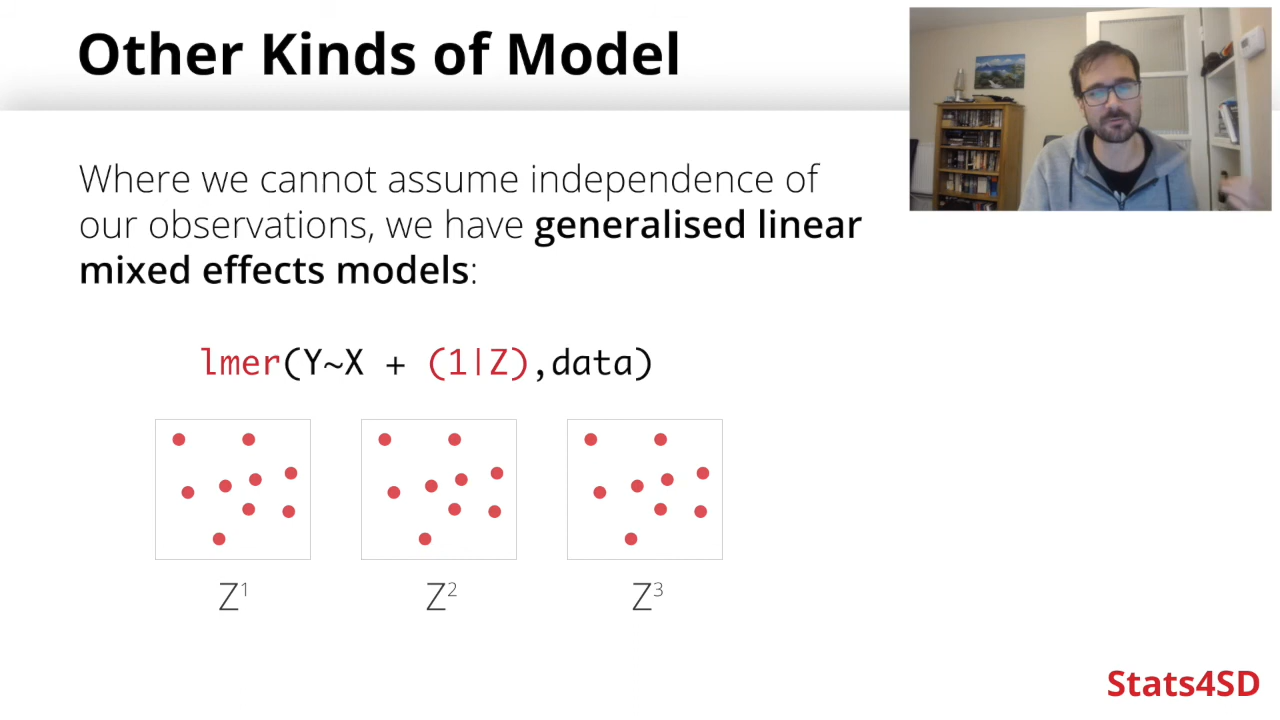 Other Kinds of Model
Where we cannot assume independence of
our observations, we have generalised linear
mixed effects models:
lmer(Y~X + (1|Z),data)
Z¹ Z² Z³
Stats4SD